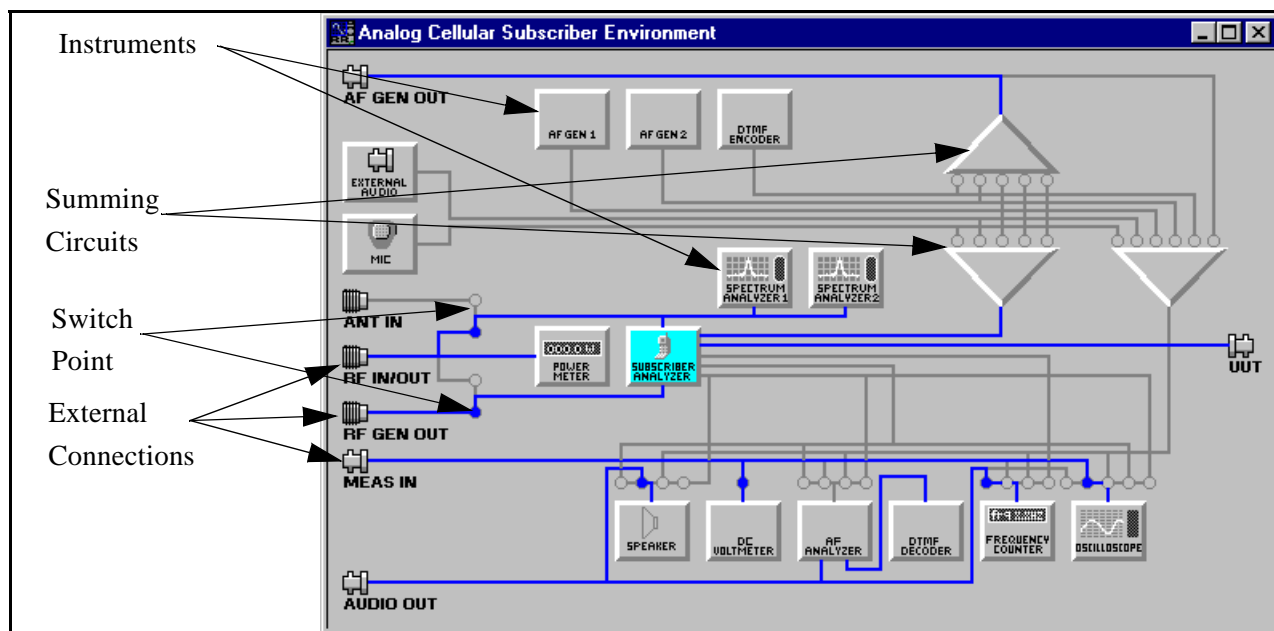 Instruments
Summing
Circuits
Switch
Point
External
Connections
Analog Cellular Subscriber Environment
AF GEN OUT
AF GEN 1
AF GEN 2
DTMF
ENCODER
EXTERNAL
AUDIO
MIC
SPECTRUM
ANALYZER 1
SPECTRUM
ANALYZER 2
ANT IN
RF IN/OUT
POWER
METER
SUBSCRIBER
ANALYZER
UUT
RF GEN OUT
MEAS IN
SPEAKER
DC
VOLTMETER
AF
ANALYZER
DTMF
DECODER
FREQUENCY
COUNTER
OSCILLOSCOPE
AUDIO OUT